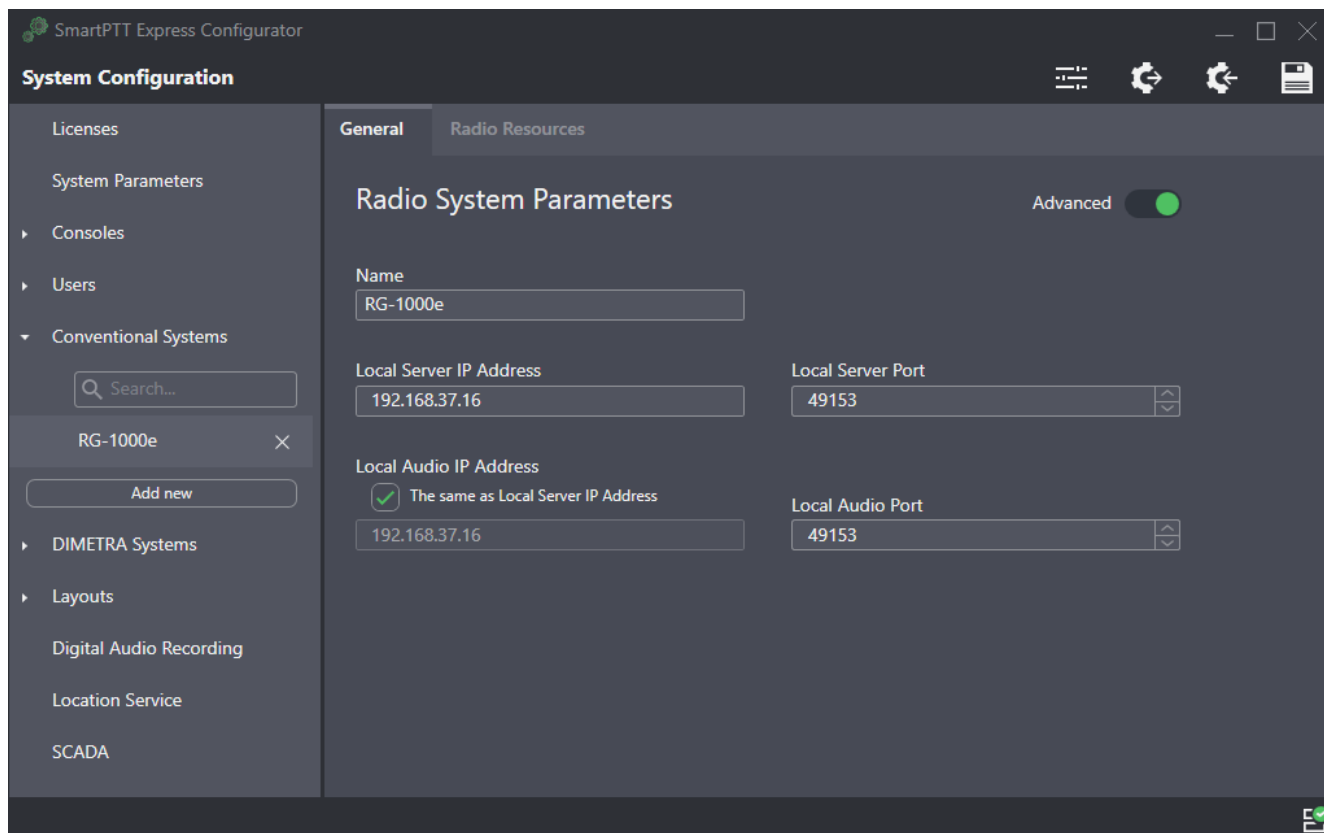 SmartPTT Express Configurator
System Configuration
Licenses
System Parameters
Consoles
Users
Conventional Systems
Search...
RG-1000e
Add new
DIMETRA Systems
Layouts
Digital Audio Recording
Location Service
SCADA
General
Radio Resources
Radio System Parameters
Advanced
Name
RG-1000e
Local Server IP Address
192.168.37.16
Local Server Port
49153
Local Audio IP Address
The same as Local Server IP Address
192.168.37.16
Local Audio Port
49153